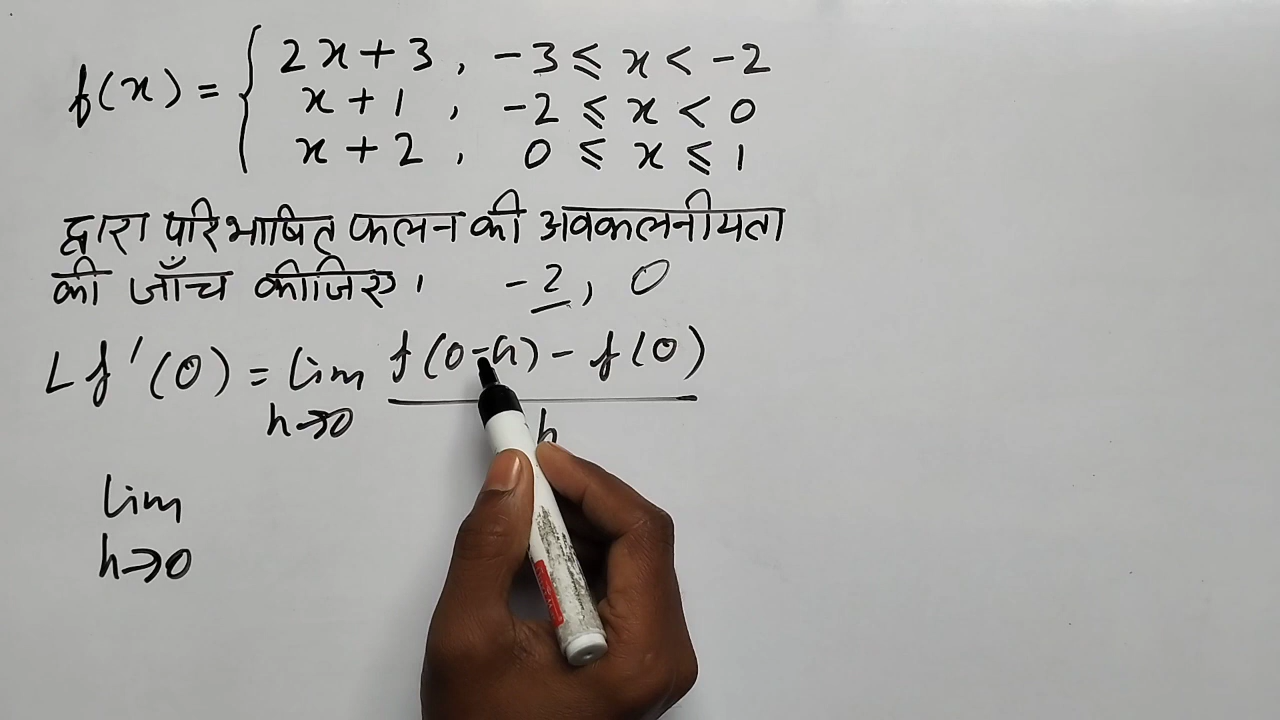 f(x) = { 2x+3, -3 ⩽ x < -2
x+1, -2 ⩽ x < 0
x+2, 0 ⩽ x ⩽ 1
द्वारा परिभाषित फलन की अवकलनीयता
की जाँच कीजिए। -2, 0
Lf'(0) = lim h→0 f(0-h) - f(0) / h
lim
h→0